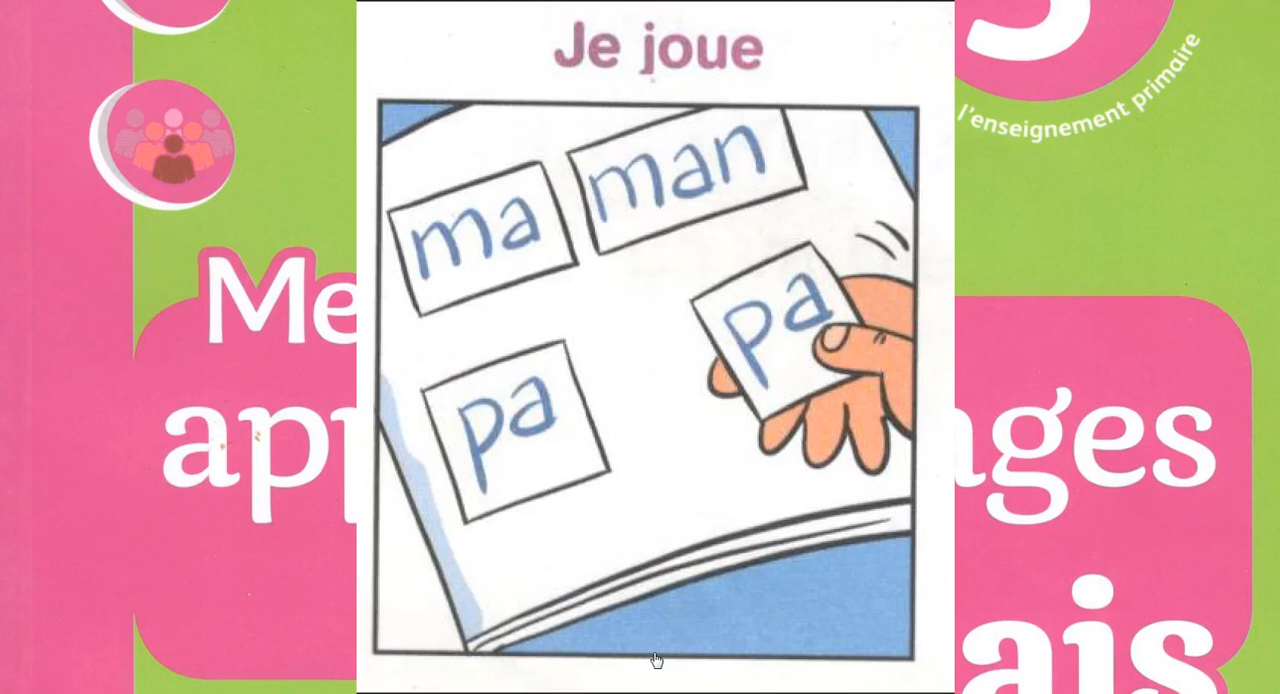 Je joue
ma man
pa pa
l'enseignement primaire
Me
app ages
ais